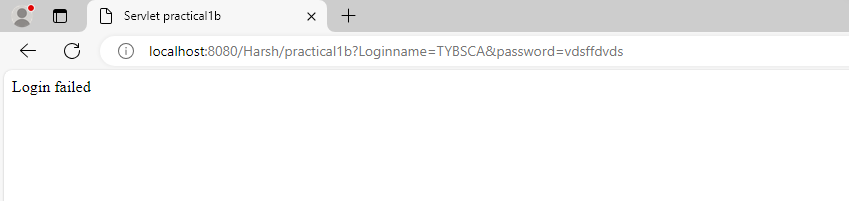 Servlet practical1b
localhost:8080/Harsh/practical1b?Loginname=TYBSCA&password=vdsffdvds
Login failed